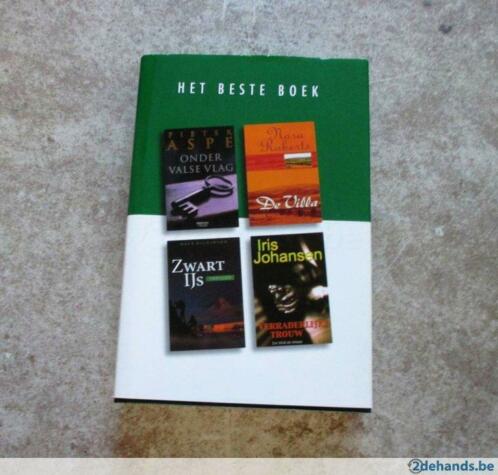 HET BESTE BOEK
PIETER
ASPE
ONDER
VALSE VLAG
Nora
Roberts
De Villa
ZWART
IJS
Iris
Johansen
VERRADERLIJKE
TROUW
2dehands.be